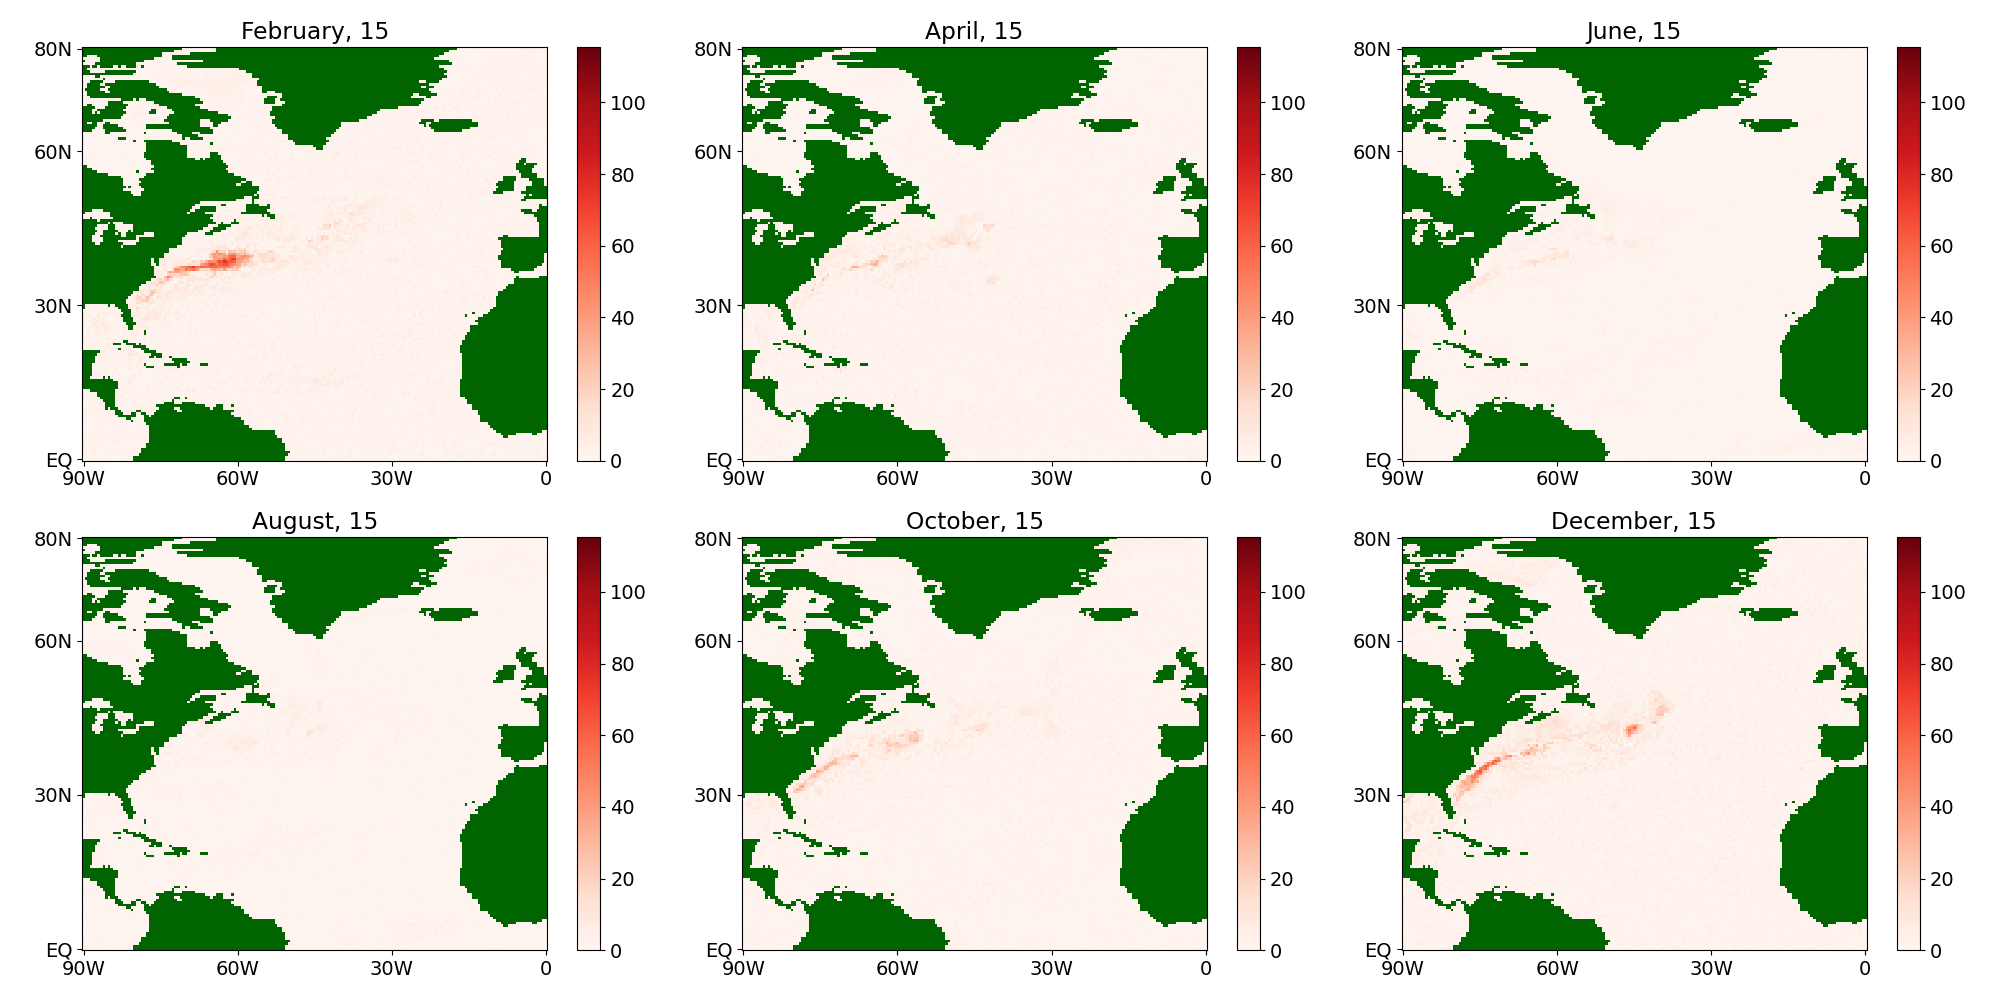 February, 15
80N
60N
30N
EQ
90W 60W 30W 0
100
80
60
40
20
0
April, 15
80N
60N
30N
EQ
90W 60W 30W 0
100
80
60
40
20
0
June, 15
80N
60N
30N
EQ
90W 60W 30W 0
100
80
60
40
20
0
August, 15
80N
60N
30N
EQ
90W 60W 30W 0
100
80
60
40
20
0
October, 15
80N
60N
30N
EQ
90W 60W 30W 0
100
80
60
40
20
0
December, 15
80N
60N
30N
EQ
90W 60W 30W 0
100
80
60
40
20
0